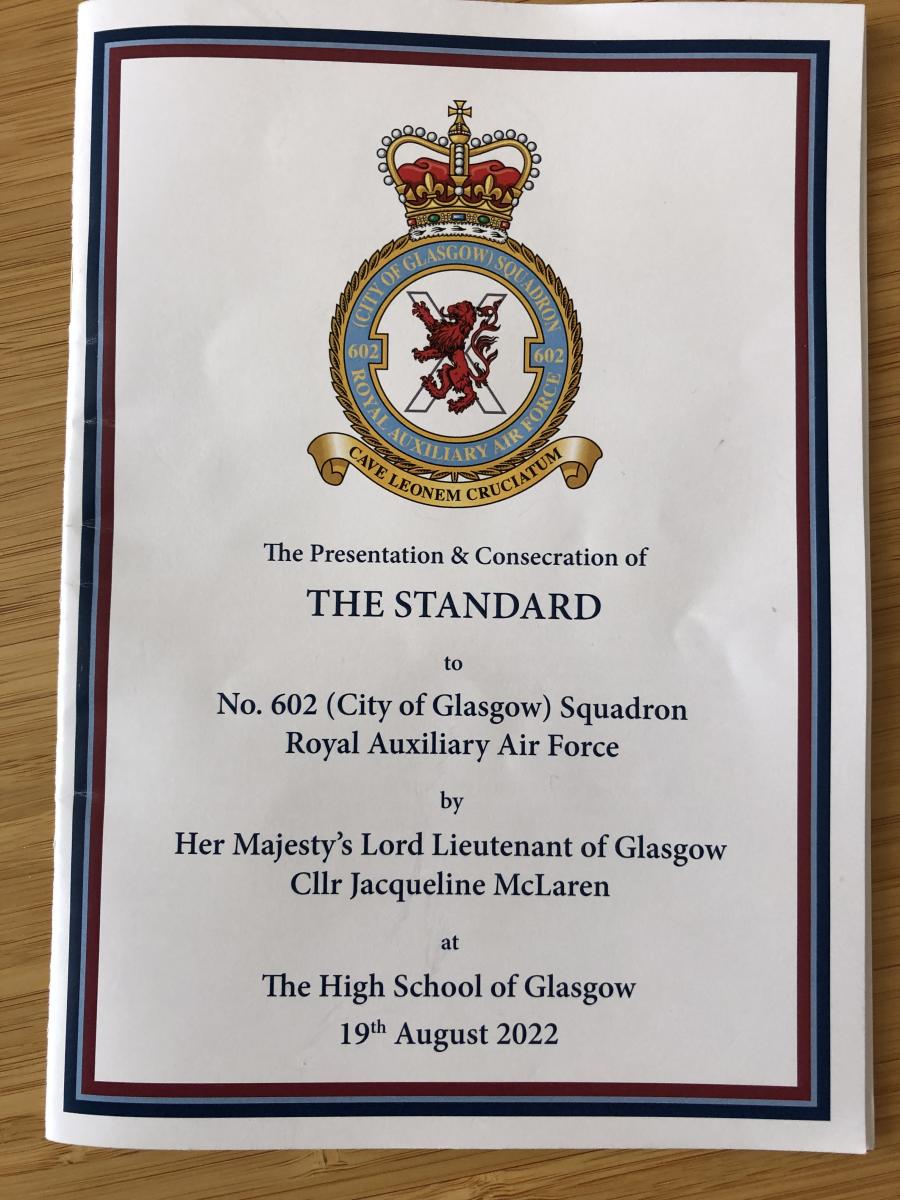 (CITY OF GLASGOW) SQUADRON
602
602
ROYAL AUXILIARY AIR FORCE
CAVE LEONEM CRUCIATUM
The Presentation & Consecration of
THE STANDARD
to
No. 602 (City of Glasgow) Squadron
Royal Auxiliary Air Force
by
Her Majesty’s Lord Lieutenant of Glasgow
Cllr Jacqueline McLaren
at
The High School of Glasgow
19th August 2022